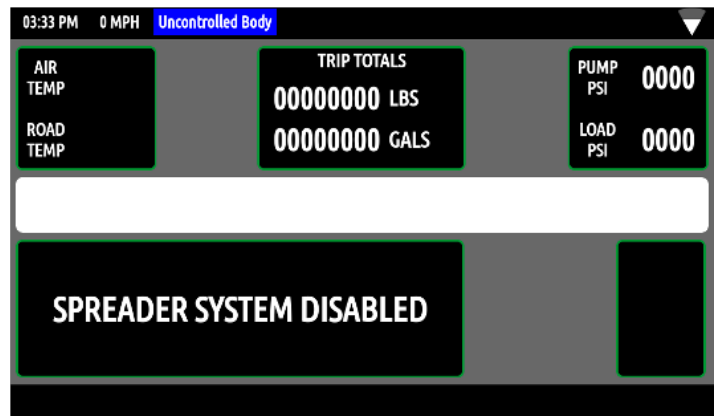 03:33 PM 0 MPH Uncontrolled Body
AIR
TEMP
ROAD
TEMP
TRIP TOTALS
00000000 LBS
00000000 GALS
PUMP
PSI 0000
LOAD
PSI 0000
SPREADER SYSTEM DISABLED